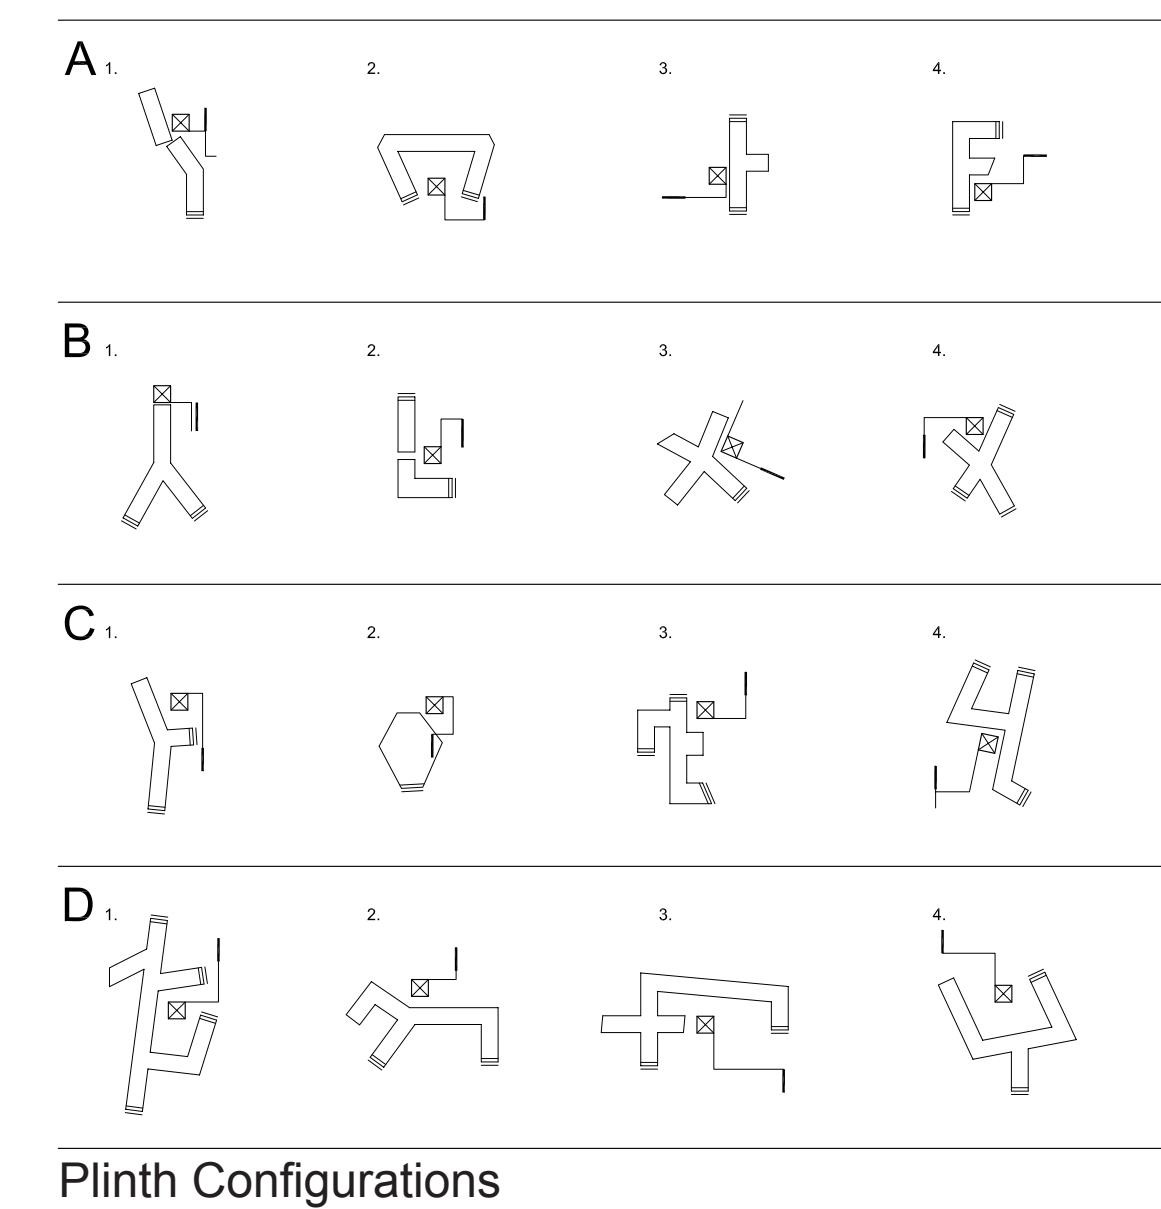 A 1. 2. 3. 4.
B 1. 2. 3. 4.
C 1. 2. 3. 4.
D 1. 2. 3. 4.
Plinth Configurations